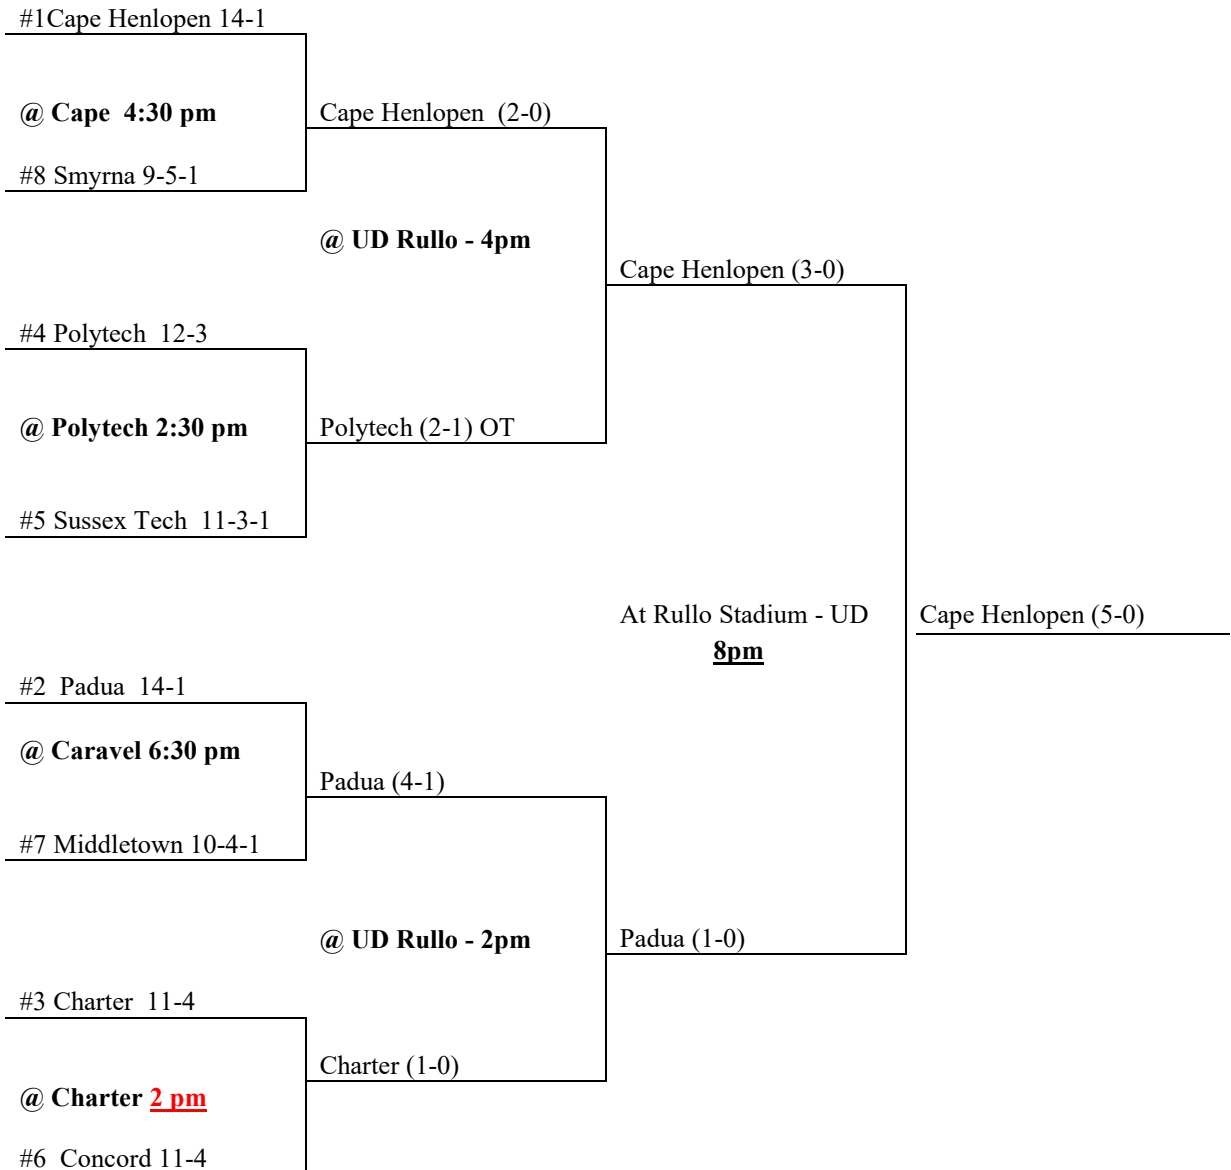 #1Cape Henlopen 14-1
@ Cape 4:30 pm
Cape Henlopen (2-0)
#8 Smyrna 9-5-1
@ UD Rullo - 4pm
Cape Henlopen (3-0)
#4 Polytech 12-3
@ Polytech 2:30 pm
Polytech (2-1) OT
#5 Sussex Tech 11-3-1
At Rullo Stadium - UD
8pm
Cape Henlopen (5-0)
#2 Padua 14-1
@ Caravel 6:30 pm
Padua (4-1)
#7 Middletown 10-4-1
@ UD Rullo - 2pm
Padua (1-0)
#3 Charter 11-4
Charter (1-0)
@ Charter 2 pm
#6 Concord 11-4